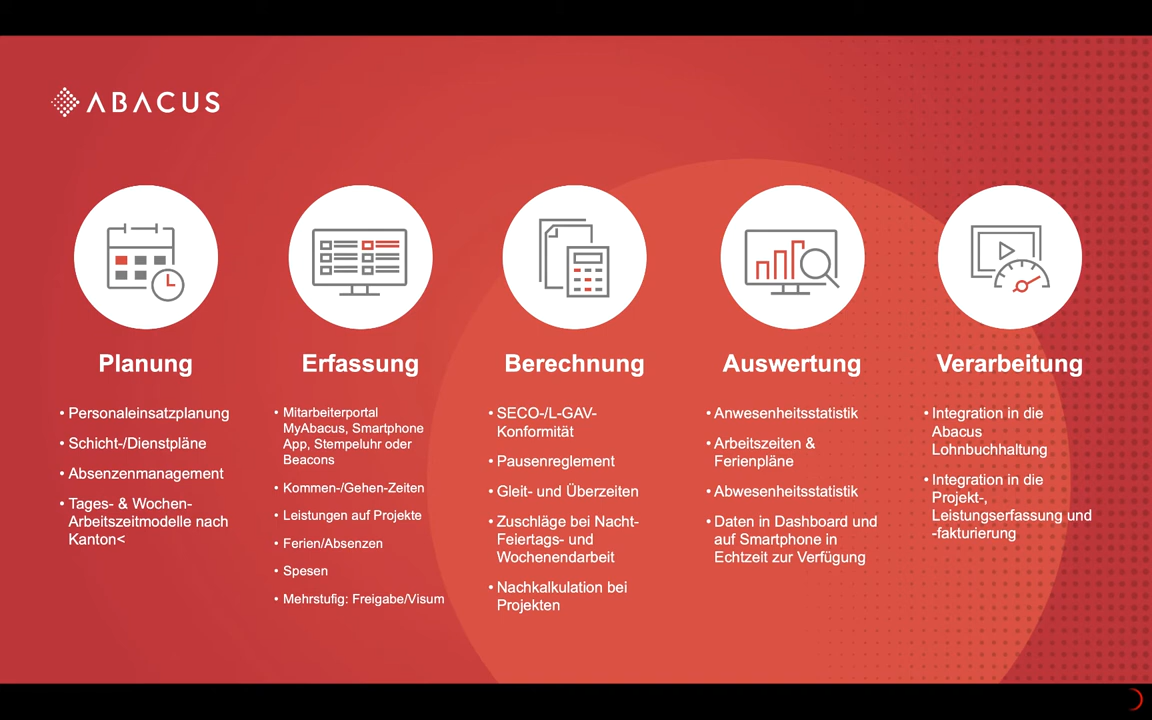 ABACUS
Planung
• Personaleinsatzplanung
• Schicht-/Dienstpläne
• Absenzenmanagement
• Tages- & Wochen-
Arbeitszeitmodelle nach
Kanton<
Erfassung
• Mitarbeiterportal
MyAbacus, Smartphone
App, Stempeluhr oder
Beacons
• Kommen-/Gehen-Zeiten
• Leistungen auf Projekte
• Ferien/Absenzen
• Spesen
• Mehrstufig: Freigabe/Visum
Berechnung
• SECO-/L-GAV-
Konformität
• Pausenreglement
• Gleit- und Überzeiten
• Zuschläge bei Nacht-
Feiertags- und
Wochenendarbeit
• Nachkalkulation bei
Projekten
Auswertung
• Anwesenheitsstatistik
• Arbeitszeiten &
Ferienpläne
• Abwesenheitsstatistik
• Daten in Dashboard und
auf Smartphone in
Echtzeit zur Verfügung
Verarbeitung
• Integration in die
Abacus
Lohnbuchhaltung
• Integration in die
Projekt-,
Leistungserfassung und
-fakturierung